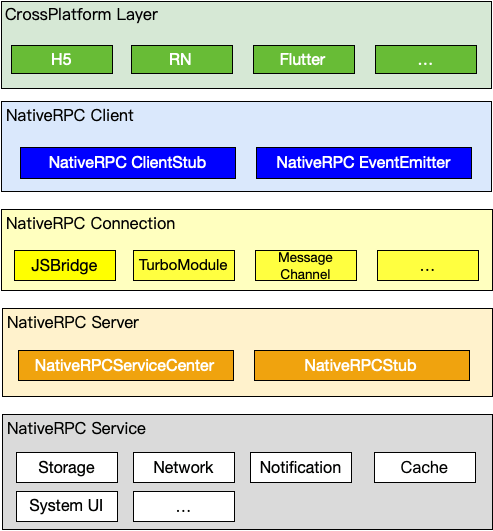 CrossPlatform Layer
H5
RN
Flutter
...
NativeRPC Client
NativeRPC ClientStub
NativeRPC EventEmitter
NativeRPC Connection
JSBridge
TurboModule
Message
Channel
...
NativeRPC Server
NativeRPCServiceCenter
NativeRPCStub
NativeRPC Service
Storage
Network
Notification
Cache
System UI
...